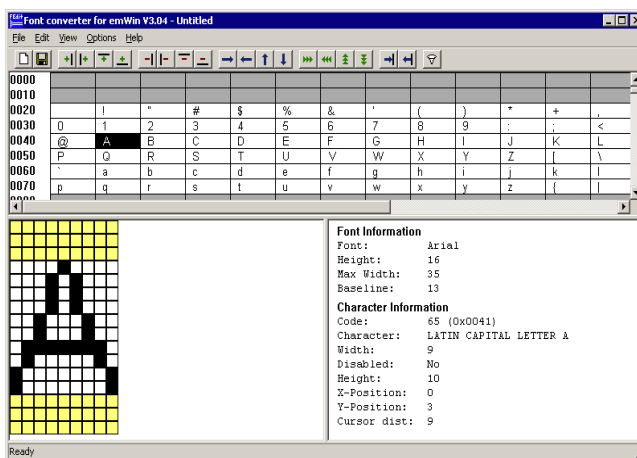 Font converter for emWin V3.04 - Untitled
File Edit View Options Help
0000
0010
0020 ! " # $ % & ' ( ) * + ,
0030 0 1 2 3 4 5 6 7 8 9 : ; <
0040 @ A B C D E F G H I J K L
0050 P Q R S T U V W X Y Z [ \
0060 ` a b c d e f g h i j k l
0070 p q r s t u v w x y z { |
Font Information
Font: Arial
Height: 16
Max Width: 35
Baseline: 13
Character Information
Code: 65 (0x0041)
Character: LATIN CAPITAL LETTER A
Width: 9
Disabled: No
Height: 10
X-Position: 0
Y-Position: 3
Cursor dist: 9
Ready